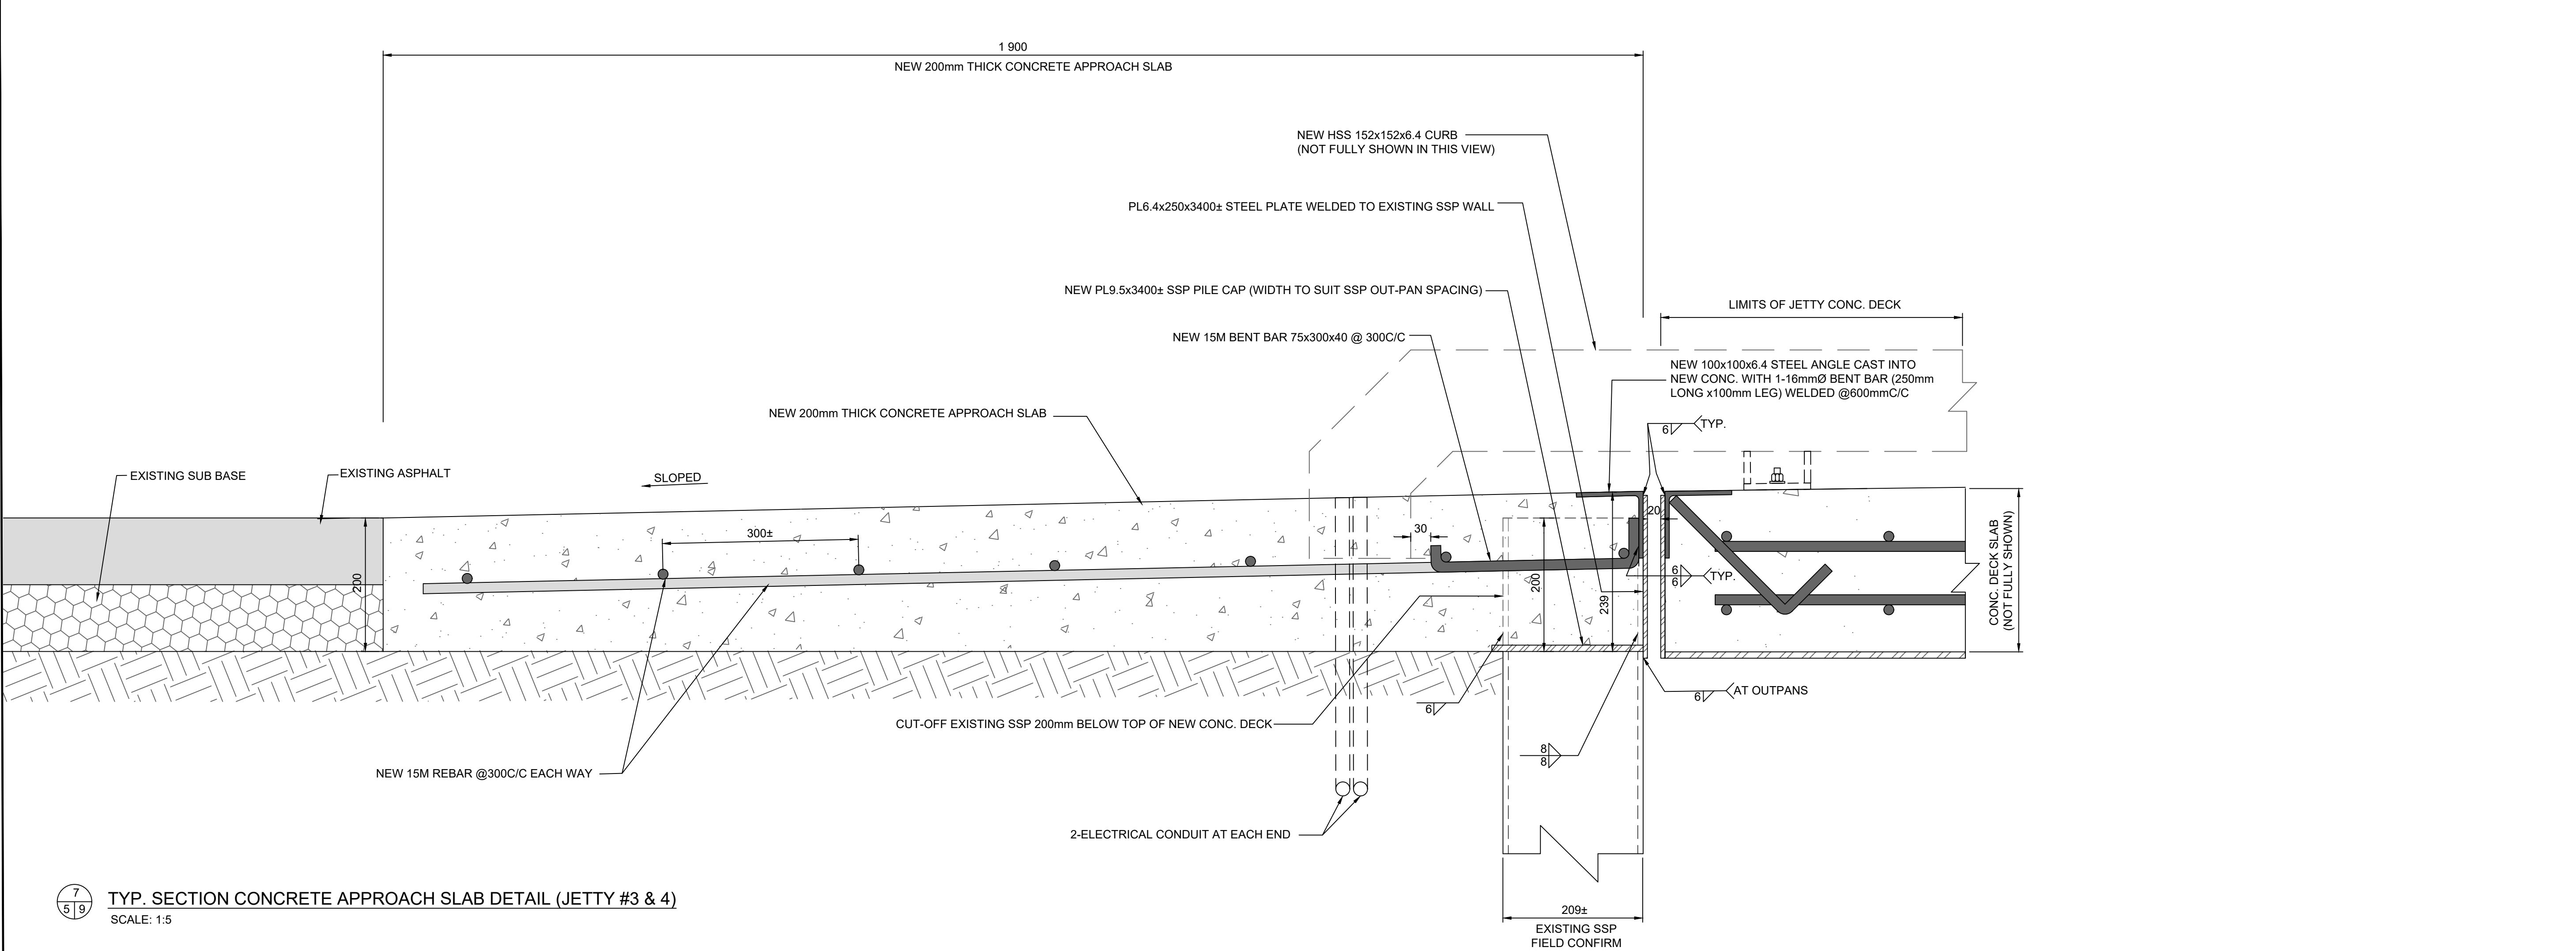 1 900
NEW 200mm THICK CONCRETE APPROACH SLAB
NEW HSS 152x152x6.4 CURB
(NOT FULLY SHOWN IN THIS VIEW)
PL6.4x250x3400± STEEL PLATE WELDED TO EXISTING SSP WALL
NEW PL9.5x3400± SSP PILE CAP (WIDTH TO SUIT SSP OUT-PAN SPACING)
LIMITS OF JETTY CONC. DECK
NEW 15M BENT BAR 75x300x40 @ 300C/C
NEW 100x100x6.4 STEEL ANGLE CAST INTO
NEW CONC. WITH 1-16mmØ BENT BAR (250mm
LONG x100mm LEG) WELDED @600mmC/C
NEW 200mm THICK CONCRETE APPROACH SLAB
6
TYP.
EXISTING SUB BASE
EXISTING ASPHALT
SLOPED
20
30
300±
200
200
239
6
6
TYP.
CONC. DECK SLAB
(NOT FULLY SHOWN)
6
AT OUTPANS
6
CUT-OFF EXISTING SSP 200mm BELOW TOP OF NEW CONC. DECK
8
8
NEW 15M REBAR @300C/C EACH WAY
2-ELECTRICAL CONDUIT AT EACH END
7
5 9
TYP. SECTION CONCRETE APPROACH SLAB DETAIL (JETTY #3 & 4)
SCALE: 1:5
209±
EXISTING SSP
FIELD CONFIRM